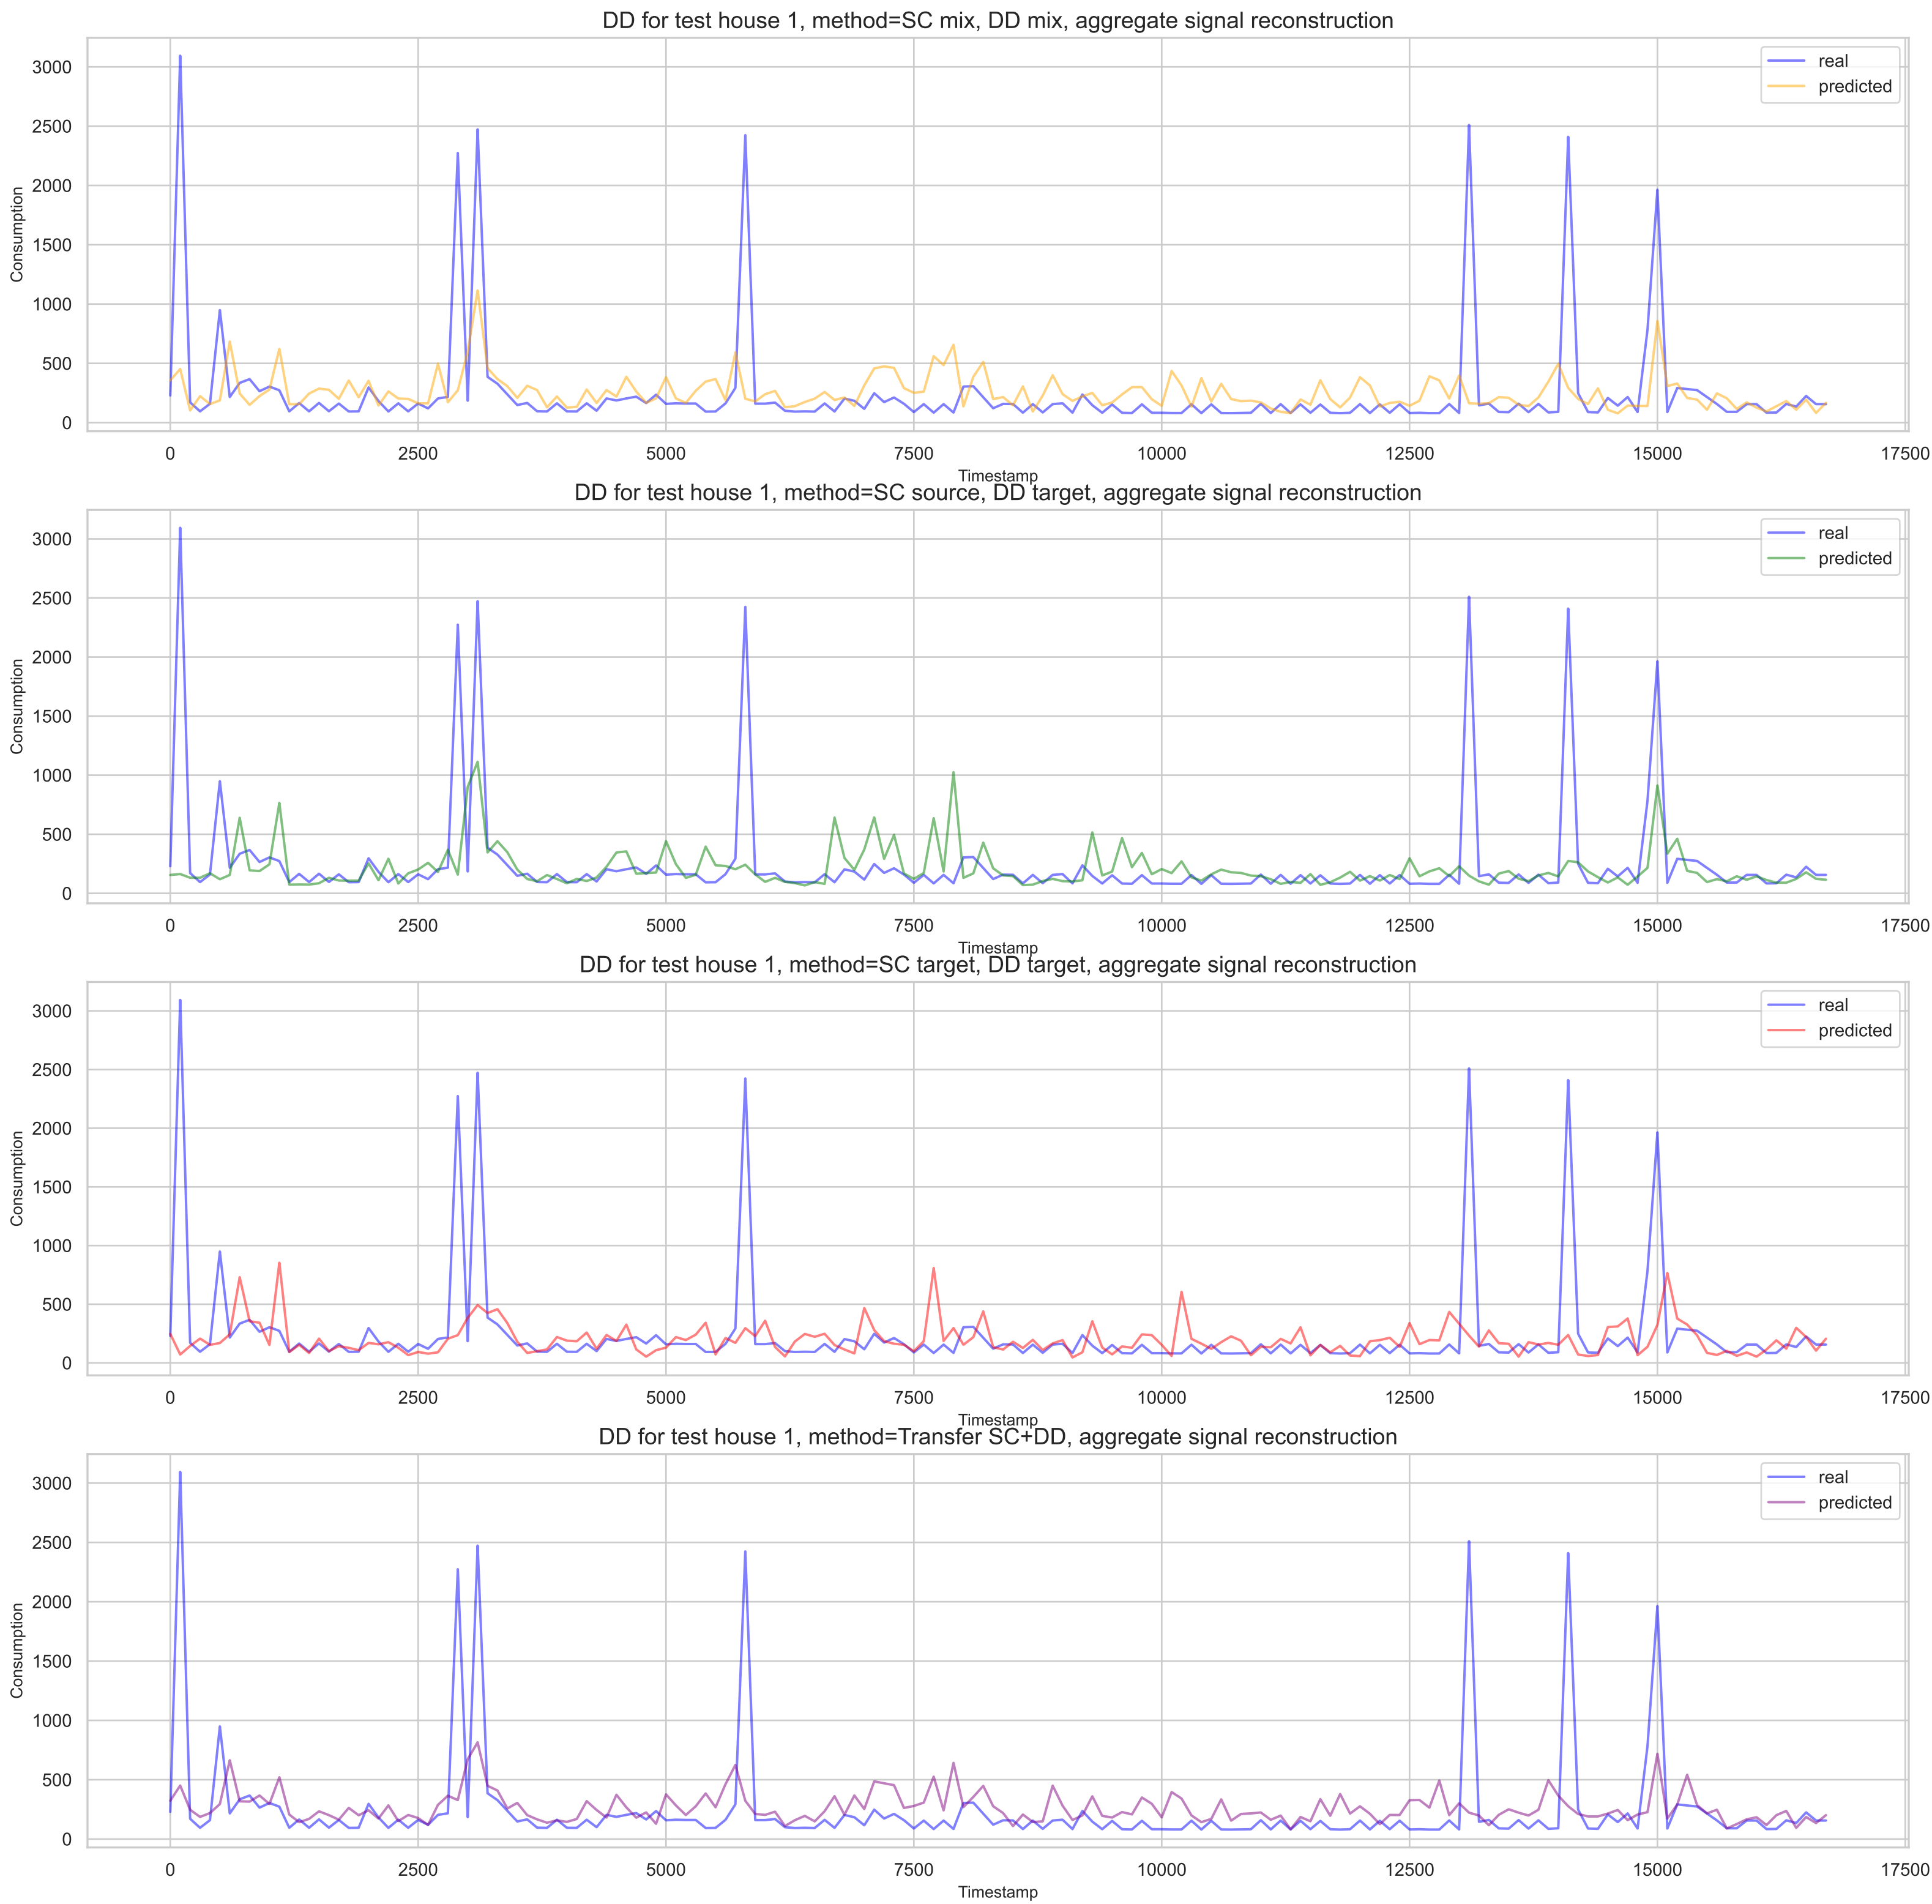 DD for test house 1, method=SC mix, DD mix, aggregate signal reconstruction
3000
2500
2000
1500
1000
500
0
Consumption
real
predicted
0 2500 5000 7500 10000 12500 15000 17500
Timestamp
DD for test house 1, method=SC source, DD target, aggregate signal reconstruction
3000
2500
2000
1500
1000
500
0
Consumption
real
predicted
0 2500 5000 7500 10000 12500 15000 17500
Timestamp
DD for test house 1, method=SC target, DD target, aggregate signal reconstruction
3000
2500
2000
1500
1000
500
0
Consumption
real
predicted
0 2500 5000 7500 10000 12500 15000 17500
Timestamp
DD for test house 1, method=Transfer SC+DD, aggregate signal reconstruction
3000
2500
2000
1500
1000
500
0
Consumption
real
predicted
0 2500 5000 7500 10000 12500 15000 17500
Timestamp